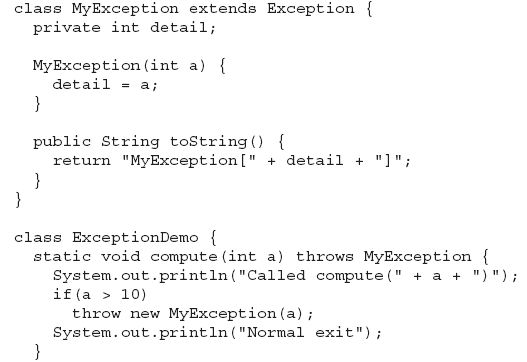 class MyException extends Exception {
  private int detail;

  MyException(int a) {
    detail = a;
  }

  public String toString() {
    return "MyException[" + detail + "]";
  }
}

class ExceptionDemo {
  static void compute(int a) throws MyException {
    System.out.println("Called compute(" + a + ")");
    if(a > 10)
      throw new MyException(a);
    System.out.println("Normal exit");
  }